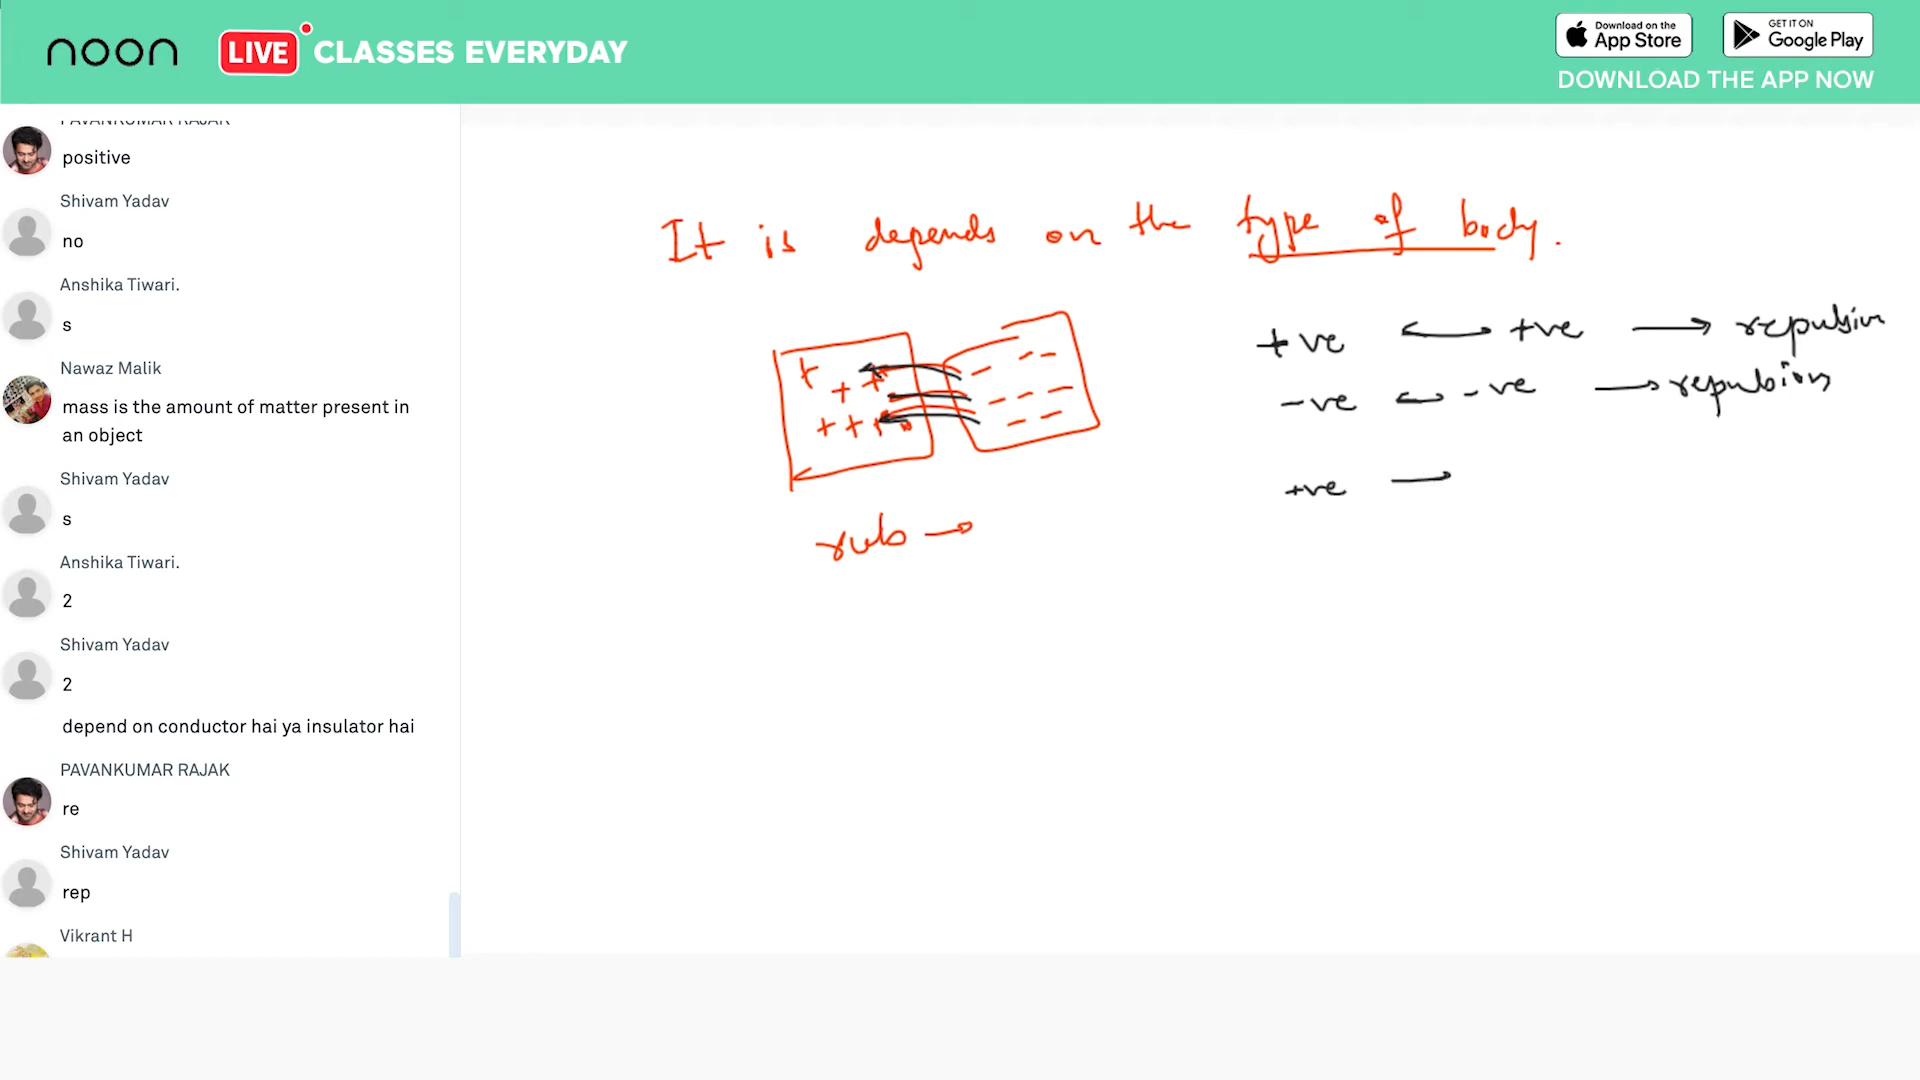 noon LIVE CLASSES EVERYDAY
Download on the App Store
GET IT ON Google Play
DOWNLOAD THE APP NOW
PAVANKUMAR RAJAK
positive
Shivam Yadav
no
Anshika Tiwari.
s
Nawaz Malik
mass is the amount of matter present in
an object
Shivam Yadav
s
Anshika Tiwari.
2
Shivam Yadav
2
depend on conductor hai ya insulator hai
PAVANKUMAR RAJAK
re
Shivam Yadav
rep
Vikrant H
It is depends on the type of body.
+ + + + + +
- - - - - - - -
rub →
+ve ↔ +ve → repulsion
-ve ↔ -ve → repulsion
+ve →